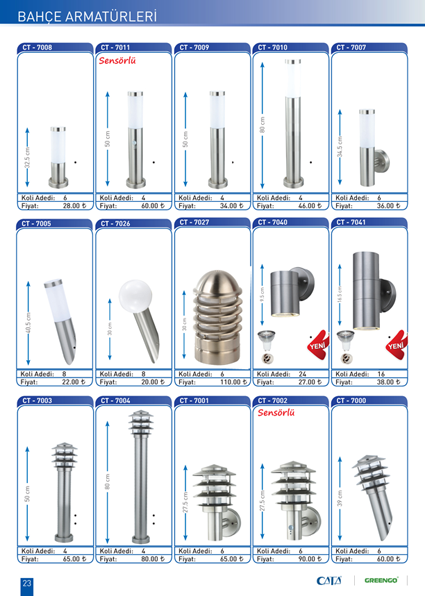 BAHÇE ARMATÜRLERİ
CT - 7008
CT - 7011
CT - 7009
CT - 7010
CT - 7007
Sensörlü
32.5 cm
50 cm
50 cm
80 cm
34.5 cm
Koli Adedi: 6
Fiyat: 28.00 ₺
Koli Adedi: 4
Fiyat: 60.00 ₺
Koli Adedi: 4
Fiyat: 34.00 ₺
Koli Adedi: 4
Fiyat: 46.00 ₺
Koli Adedi: 6
Fiyat: 36.00 ₺
CT - 7005
CT - 7026
CT - 7027
CT - 7040
CT - 7041
40.5 cm
30 cm
30 cm
9.5 cm
16.5 cm
YENİ
YENİ
Koli Adedi: 8
Fiyat: 22.00 ₺
Koli Adedi: 8
Fiyat: 20.00 ₺
Koli Adedi: 6
Fiyat: 110.00 ₺
Koli Adedi: 24
Fiyat: 27.00 ₺
Koli Adedi: 16
Fiyat: 38.00 ₺
CT - 7003
CT - 7004
CT - 7001
CT - 7002
CT - 7000
Sensörlü
50 cm
80 cm
27.5 cm
27.5 cm
39 cm
Koli Adedi: 4
Fiyat: 65.00 ₺
Koli Adedi: 4
Fiyat: 80.00 ₺
Koli Adedi: 6
Fiyat: 65.00 ₺
Koli Adedi: 6
Fiyat: 90.00 ₺
Koli Adedi: 6
Fiyat: 60.00 ₺
23
CATA
GREENGO